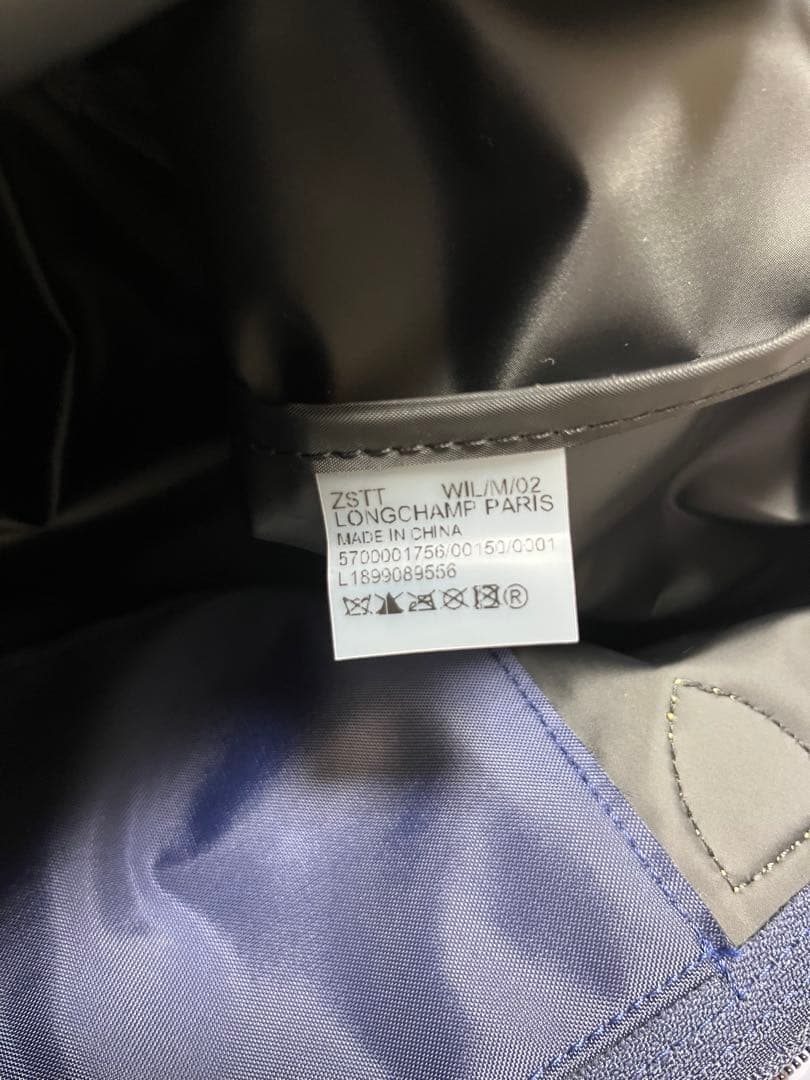 ZSTT WIL/M/02
LONGCHAMP PARIS
MADE IN CHINA
5700001756/00150/0001
L1899089556
®